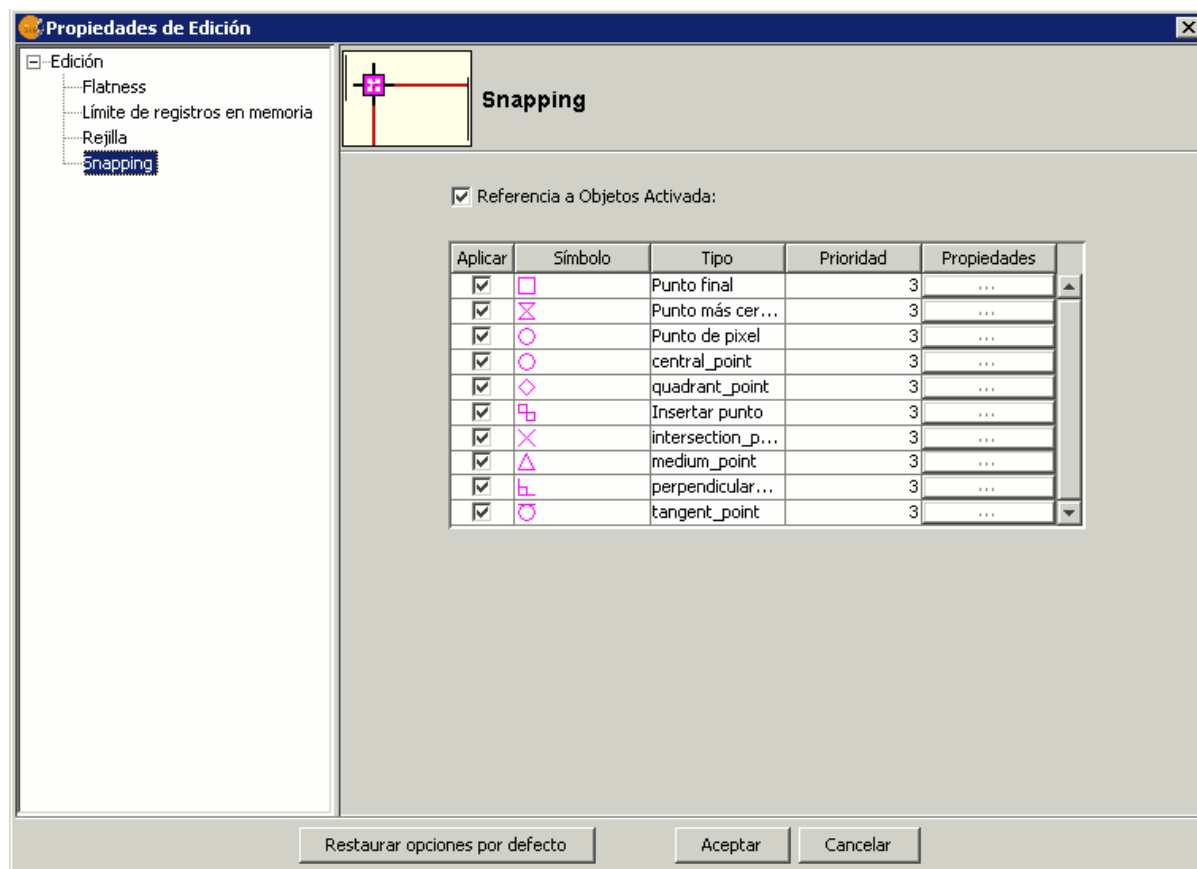 Propiedades de Edición
Edición
Flatness
Límite de registros en memoria
Rejilla
Snapping
Snapping
Referencia a Objetos Activada:
Aplicar Símbolo Tipo Prioridad Propiedades
Punto final 3 ...
Punto más cer... 3 ...
Punto de pixel 3 ...
central_point 3 ...
quadrant_point 3 ...
Insertar punto 3 ...
intersection_p... 3 ...
medium_point 3 ...
perpendicular... 3 ...
tangent_point 3 ...
Restaurar opciones por defecto Aceptar Cancelar